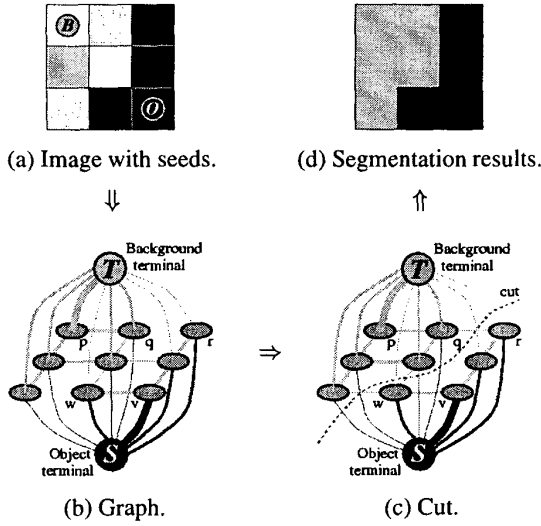 B
O
(a) Image with seeds.
(d) Segmentation results.
⇓
⇑
Background
terminal
T
p
q
r
w
v
Object
terminal
S
(b) Graph.
⇒
Background
terminal
T
cut
p
q
r
w
v
Object
terminal
S
(c) Cut.